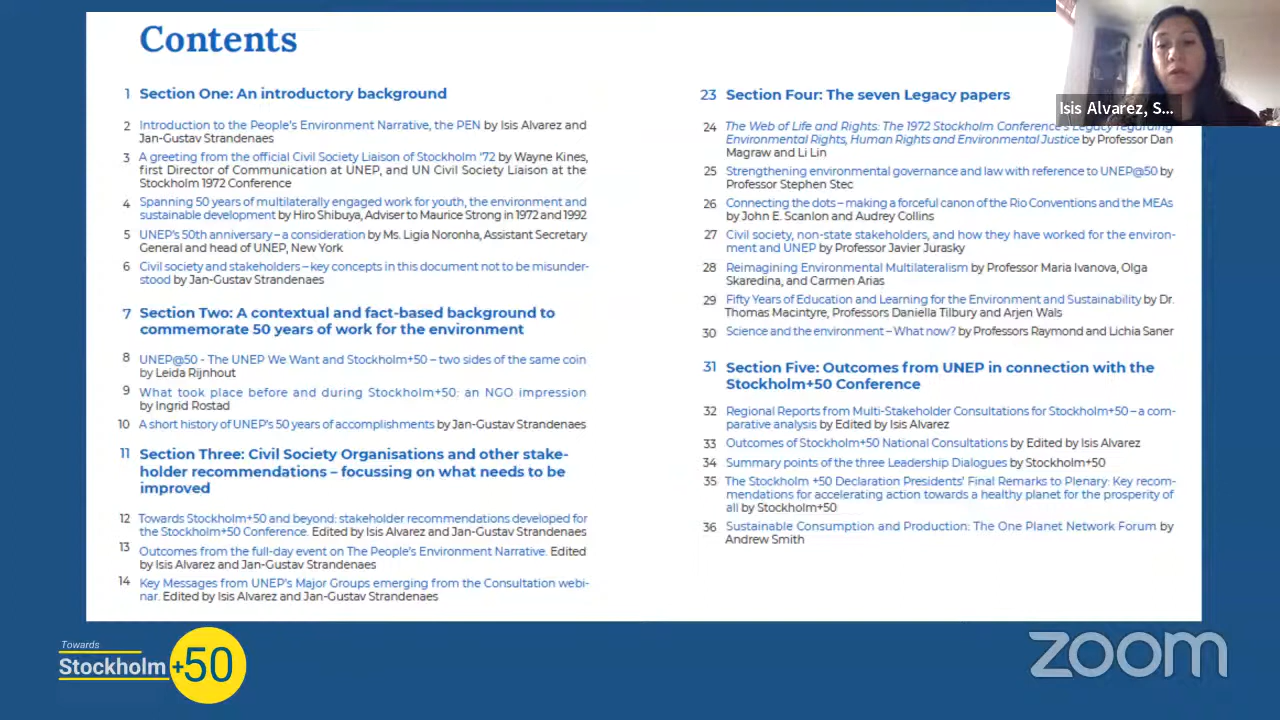 Contents
1 Section One: An introductory background
2 Introduction to the People's Environment Narrative, the PEN by Isis Alvarez and
Jan-Gustav Strandenaes
3 A greeting from the official Civil Society Liaison of Stockholm '72 by Wayne Kines,
first Director of Communication at UNEP, and UN Civil Society Liaison at the
Stockholm 1972 Conference
4 Spanning 50 years of multilaterally engaged work for youth, the environment and
sustainable development by Hiro Shibuya, Adviser to Maurice Strong in 1972 and 1992
5 UNEP's 50th anniversary – a consideration by Ms. Ligia Noronha, Assistant Secretary
General and head of UNEP, New York
6 Civil society and stakeholders – key concepts in this document not to be misunder-
stood by Jan-Gustav Strandenaes
7 Section Two: A contextual and fact-based background to
commemorate 50 years of work for the environment
8 UNEP@50 - The UNEP We Want and Stockholm+50 – two sides of the same coin
by Leida Rijnhout
9 What took place before and during Stockholm+50: an NGO impression
by Ingrid Rostad
10 A short history of UNEP's 50 years of accomplishments by Jan-Gustav Strandenaes
11 Section Three: Civil Society Organisations and other stake-
holder recommendations – focussing on what needs to be
improved
12 Towards Stockholm+50 and beyond: stakeholder recommendations developed for
the Stockholm+50 Conference. Edited by Isis Alvarez and Jan-Gustav Strandenaes
13 Outcomes from the full-day event on The People's Environment Narrative. Edited
by Isis Alvarez and Jan-Gustav Strandenaes
14 Key Messages from UNEP's Major Groups emerging from the Consultation webi-
nar. Edited by Isis Alvarez and Jan-Gustav Strandenaes
23 Section Four: The seven Legacy papers
24 The Web of Life and Rights: The 1972 Stockholm Conference's Legacy regarding
Environmental Rights, Human Rights and Environmental Justice by Professor Dan
Magraw and Li Lin
25 Strengthening environmental governance and law with reference to UNEP@50 by
Professor Stephen Stec
26 Connecting the dots – making a forceful canon of the Rio Conventions and the MEAs
by John E. Scanlon and Audrey Collins
27 Civil society, non-state stakeholders, and how they have worked for the environ-
ment and UNEP by Professor Javier Jurasky
28 Reimagining Environmental Multilateralism by Professor Maria Ivanova, Olga
Skaredina, and Carmen Arias
29 Fifty Years of Education and Learning for the Environment and Sustainability by Dr.
Thomas Macintyre, Professors Daniella Tilbury and Arjen Wals
30 Science and the environment – What now? by Professors Raymond and Lichia Saner
31 Section Five: Outcomes from UNEP in connection with the
Stockholm+50 Conference
32 Regional Reports from Multi-Stakeholder Consultations for Stockholm+50 – a com-
parative analysis by Edited by Isis Alvarez
33 Outcomes of Stockholm+50 National Consultations by Edited by Isis Alvarez
34 Summary points of the three Leadership Dialogues by Stockholm+50
35 The Stockholm +50 Declaration Presidents' Final Remarks to Plenary: Key recom-
mendations for accelerating action towards a healthy planet for the prosperity of
all by Stockholm+50
36 Sustainable Consumption and Production: The One Planet Network Forum by
Andrew Smith
Isis Alvarez, S...
Towards
Stockholm +50
zoom